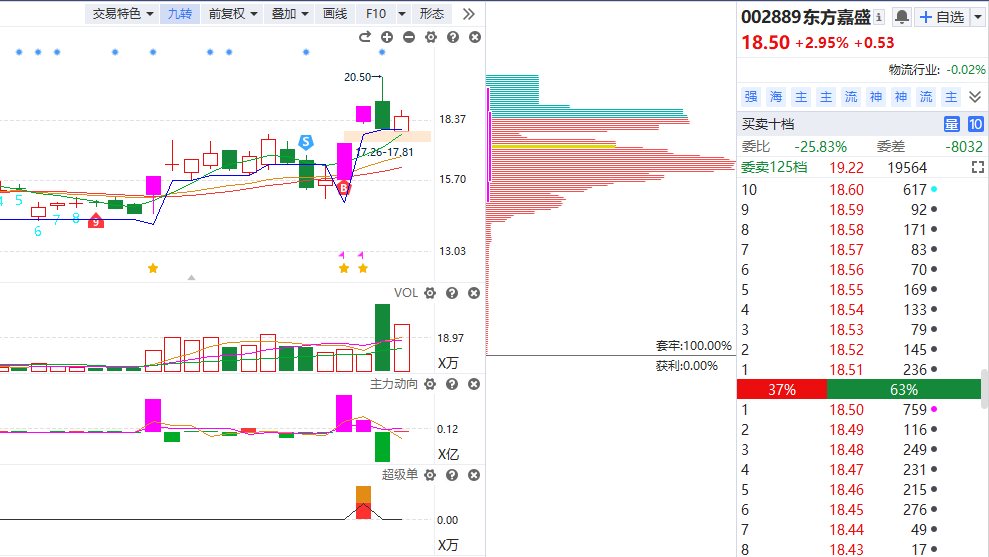 交易特色 九转 前复权 叠加 画线 F10 形态
20.50
18.37
17.26-17.81
15.70
13.03
S
B
4 5 6 7 8 9
VOL
18.97
X万
主力动向
0.12
X亿
超级单
0.00
X万
套牢:100.00%
获利:0.00%
002889东方嘉盛 自选
18.50 +2.95% +0.53
物流行业: -0.02%
强 海 主 主 流 神 神 流 主
买卖十档 量 10
委比 -25.83% 委差 -8032
委卖125档 19.22 19564
10 18.60 617
9 18.59 92
8 18.58 171
7 18.57 83
6 18.56 70
5 18.55 169
4 18.54 133
3 18.53 79
2 18.52 145
1 18.51 236
37% 63%
1 18.50 759
2 18.49 116
3 18.48 249
4 18.47 231
5 18.46 215
6 18.45 276
7 18.44 49
8 18.43 17